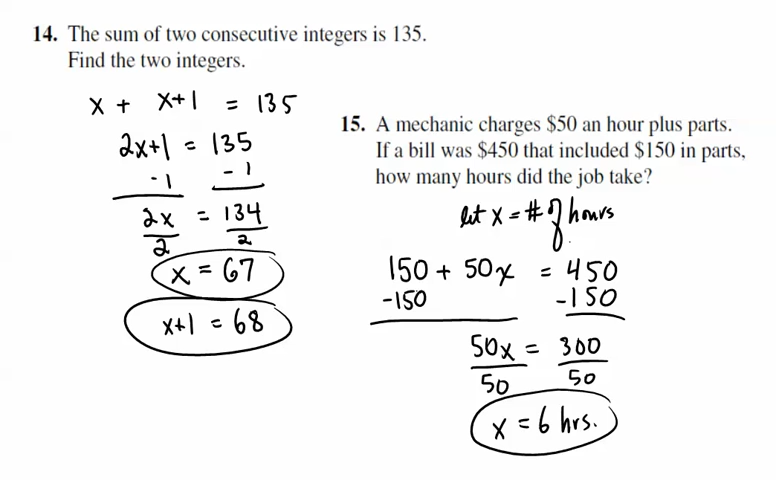 14. The sum of two consecutive integers is 135.
Find the two integers.
x + x+1 = 135
2x+1 = 135
-1 -1
2x = 134
2 2
x = 67
x+1 = 68
15. A mechanic charges $50 an hour plus parts.
If a bill was $450 that included $150 in parts,
how many hours did the job take?
let x = # of hours
150 + 50x = 450
-150 -150
50x = 300
50 50
x = 6 hrs.